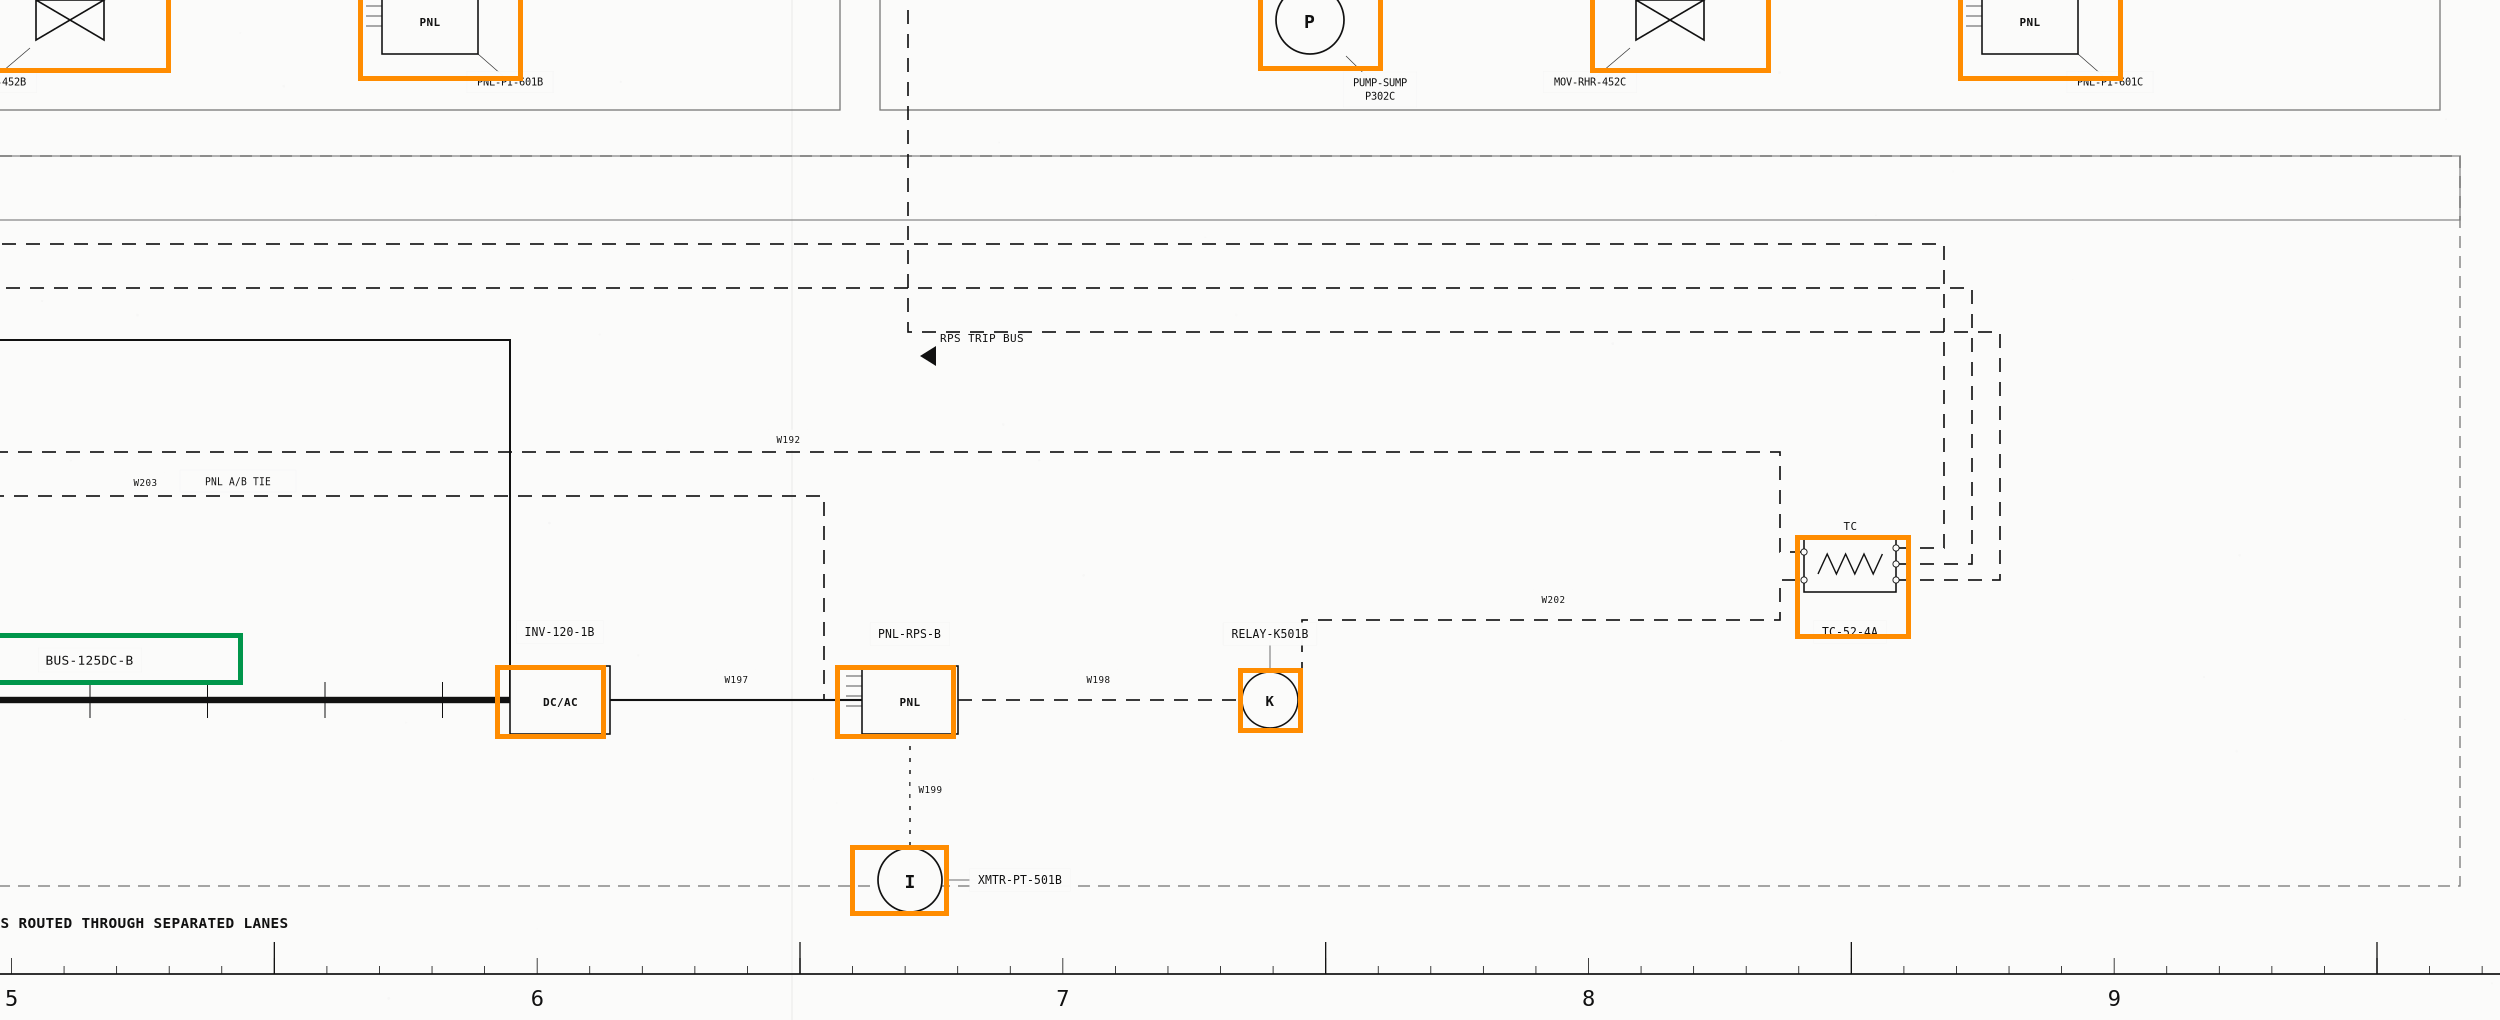 P
PNL
PNL
-452B
PNL-PI-601B
PUMP-SUMP
P302C
MOV-RHR-452C
PNL-PI-601C
RPS TRIP BUS
W192
W203
PNL A/B TIE
TC
W202
INV-120-1B
PNL-RPS-B
RELAY-K501B
TC-52-4A
BUS-125DC-B
W197
W198
DC/AC
PNL
K
W199
I
XMTR-PT-501B
S ROUTED THROUGH SEPARATED LANES
5
6
7
8
9